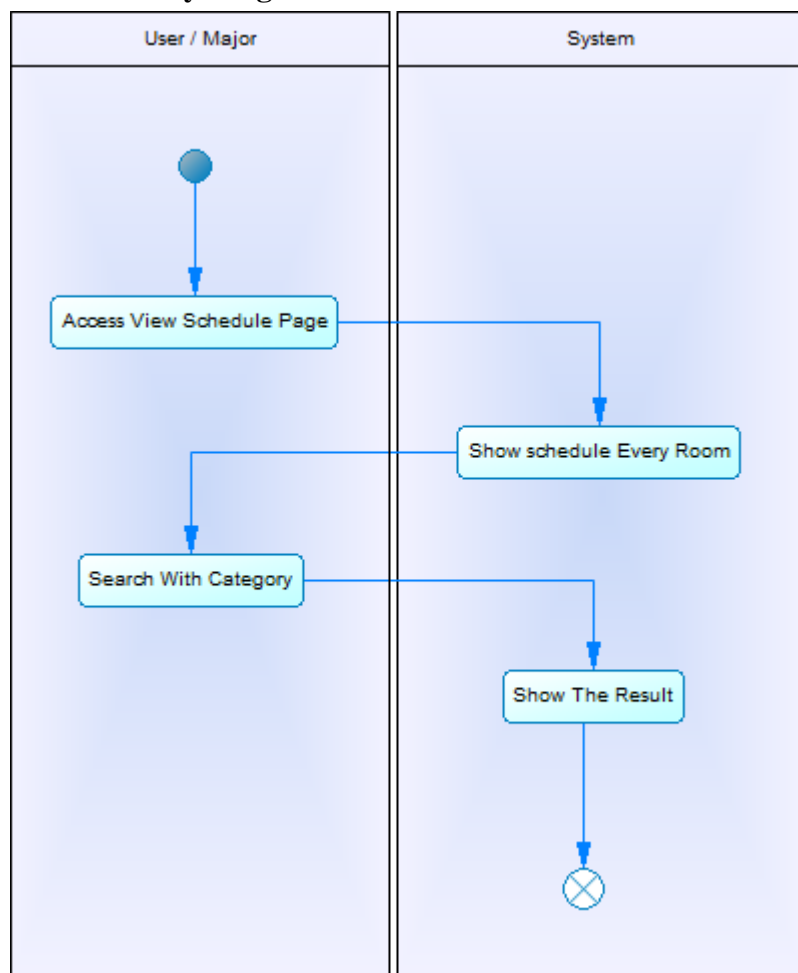 User / Major
System
Access View Schedule Page
Show schedule Every Room
Search With Category
Show The Result